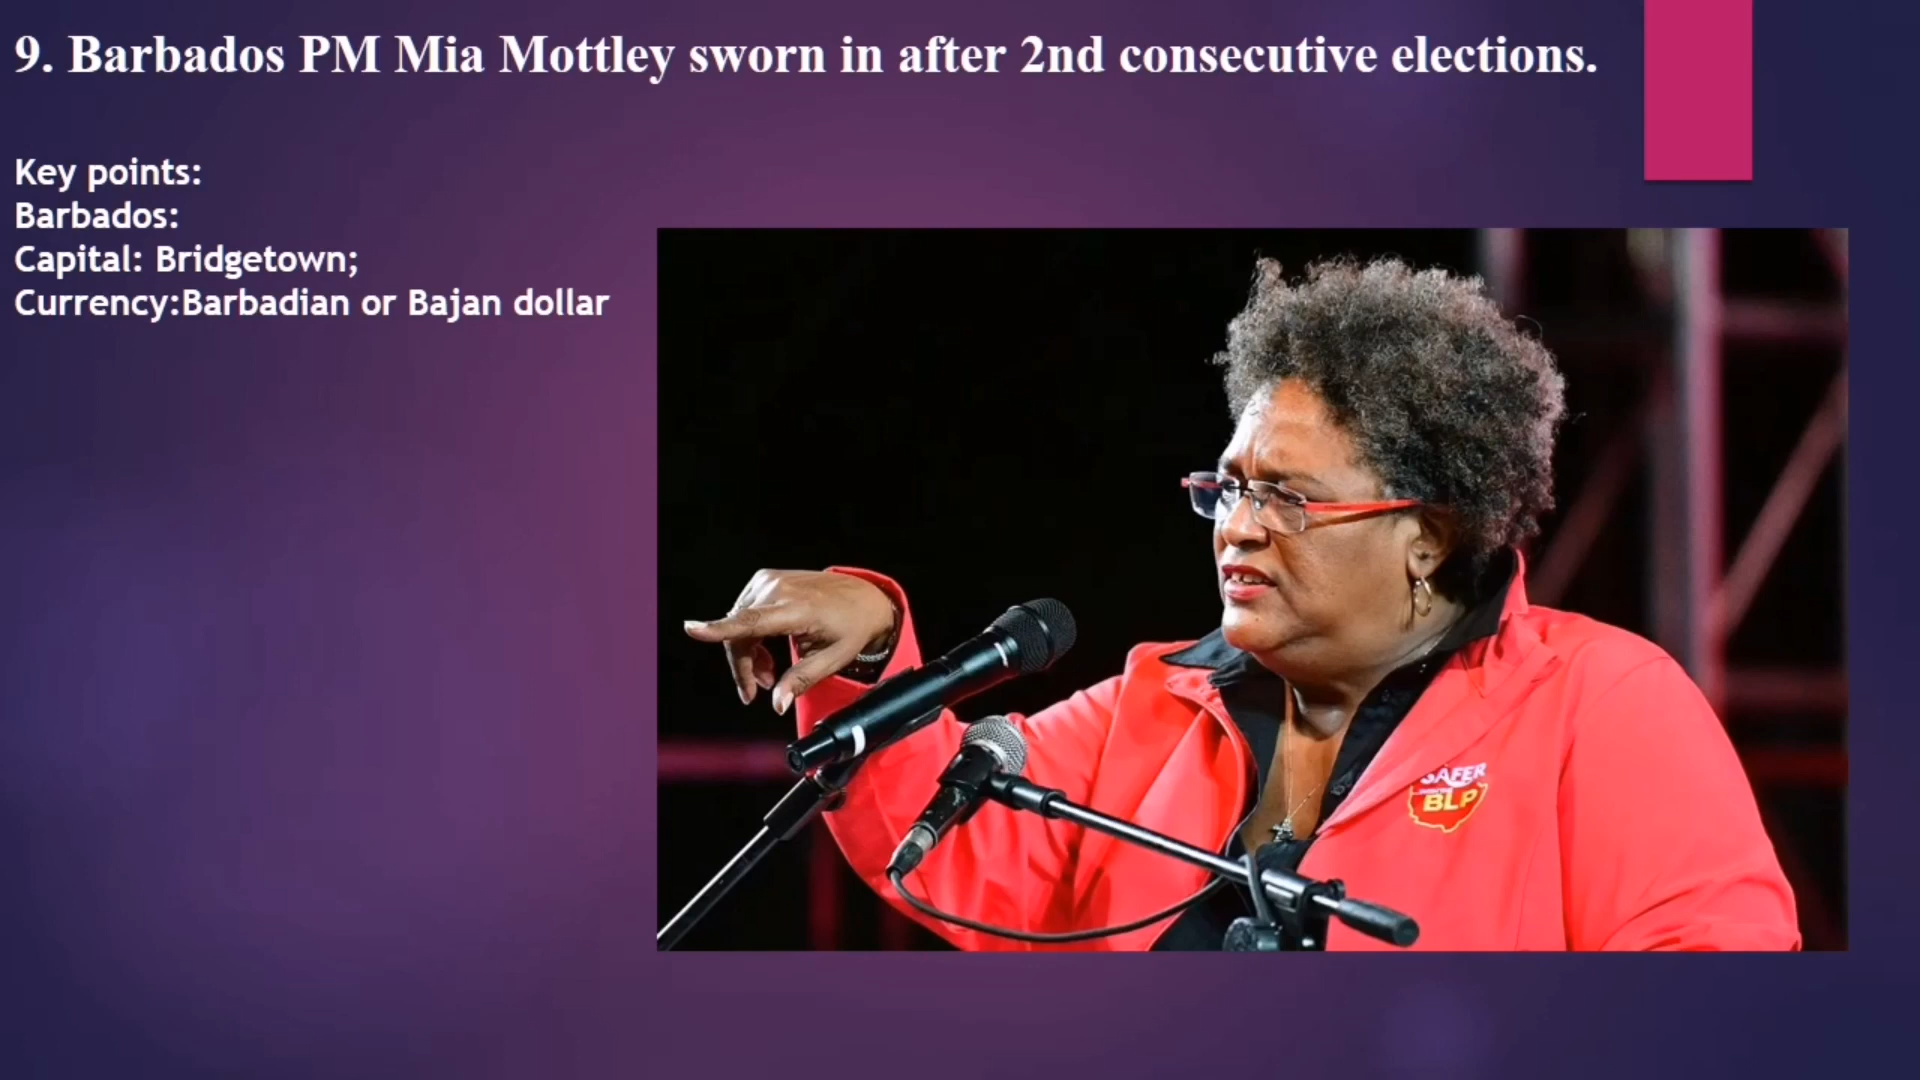 9. Barbados PM Mia Mottley sworn in after 2nd consecutive elections.
Key points:
Barbados:
Capital: Bridgetown;
Currency:Barbadian or Bajan dollar
SAFER
BLP